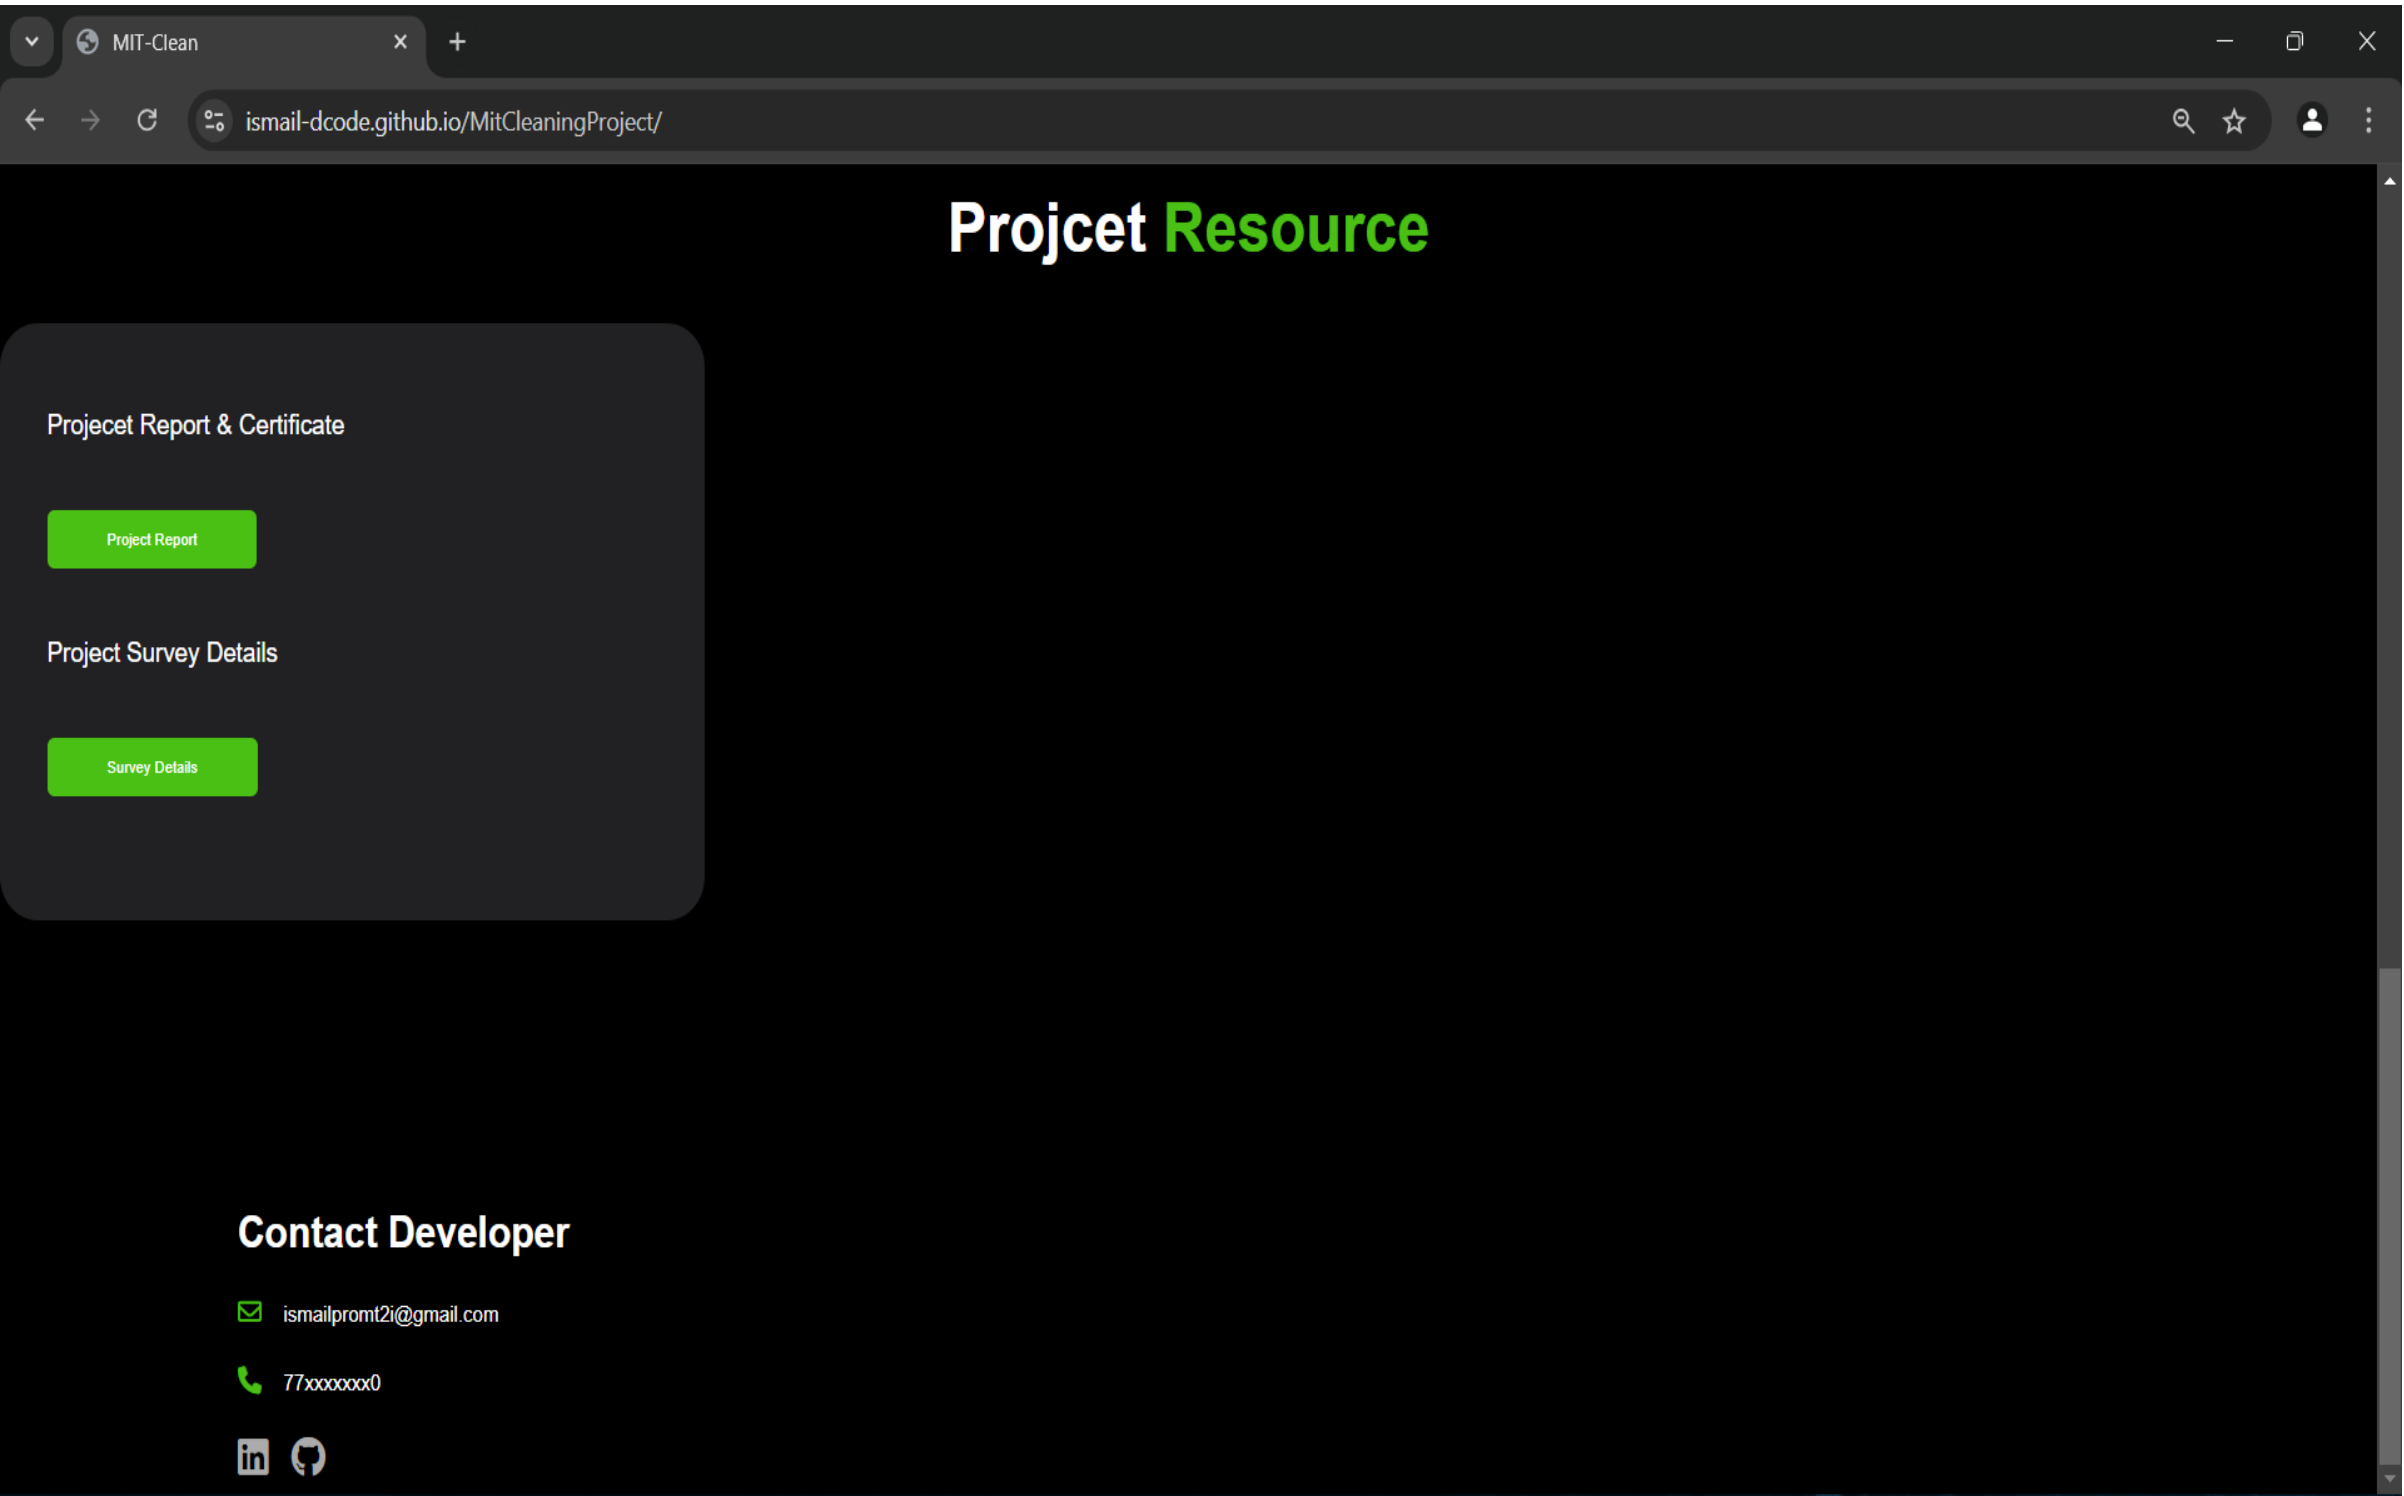 MIT-Clean
ismail-dcode.github.io/MitCleaningProject/
Projcet Resource
Projecet Report & Certificate
Project Report
Project Survey Details
Survey Details
Contact Developer
ismailpromt2i@gmail.com
77xxxxxxx0
in